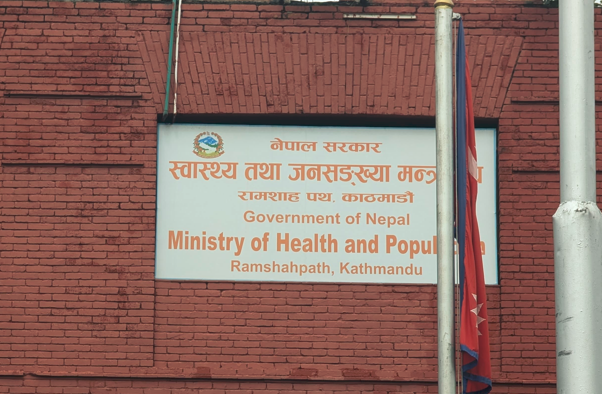 नेपाल सरकार
स्वास्थ्य तथा जनसङ्ख्या
रामशाह पथ, काठमाडौं
Government of Nepal
Ministry of Health and
Ramshahpath, Kathmandu